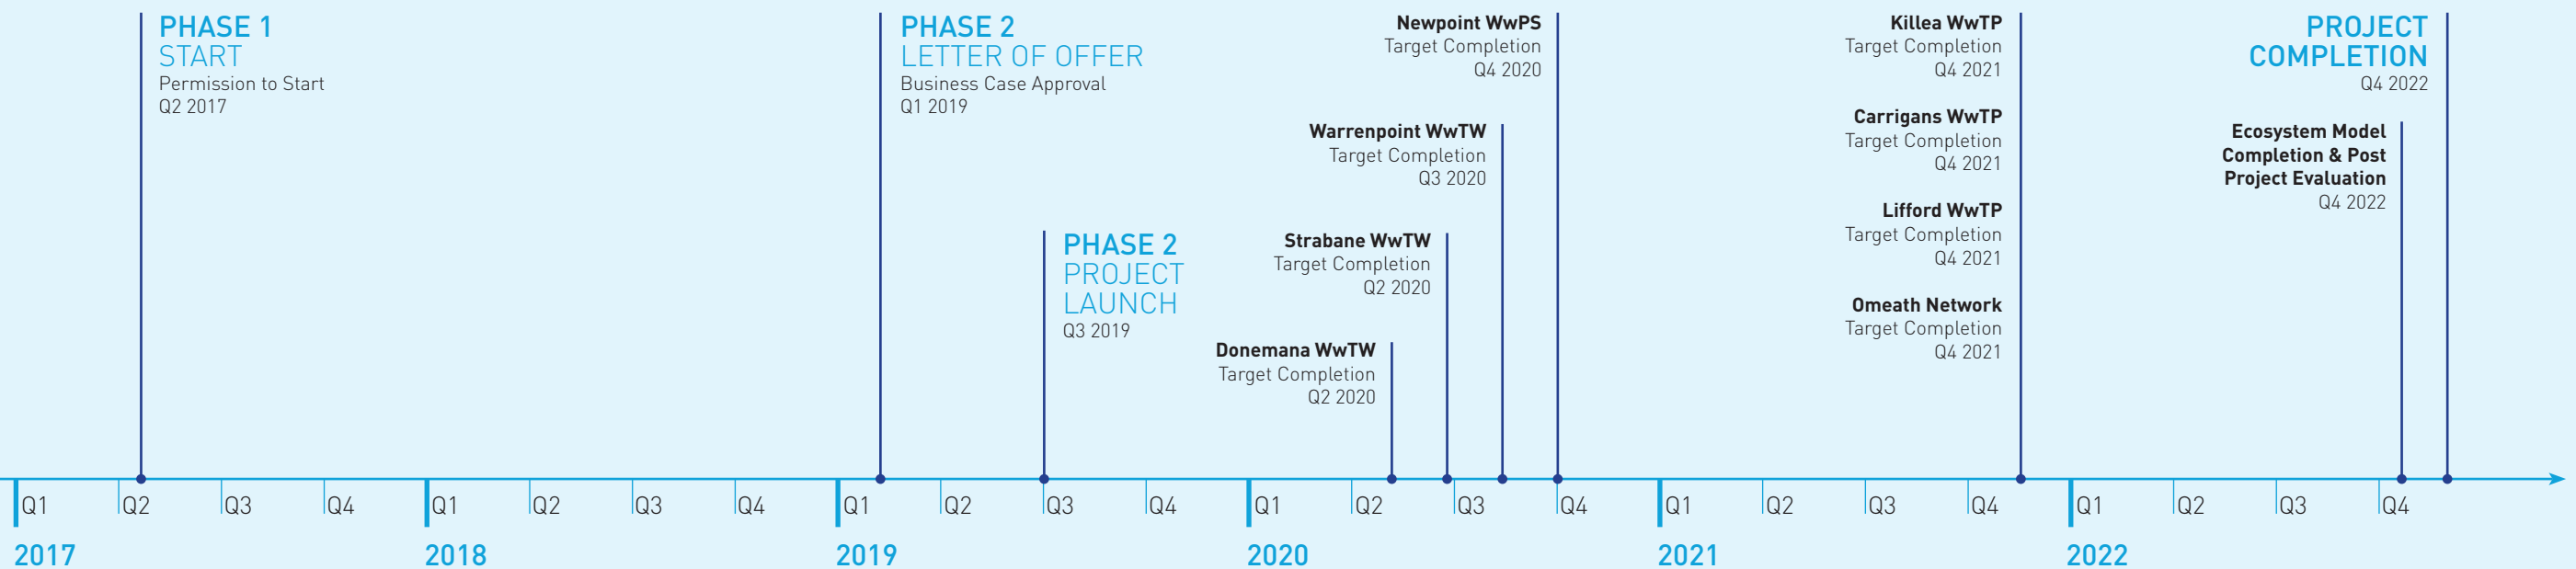 PHASE 1
START
Permission to Start
Q2 2017
PHASE 2
LETTER OF OFFER
Business Case Approval
Q1 2019
PHASE 2
PROJECT
LAUNCH
Q3 2019
Donemana WwTW
Target Completion
Q2 2020
Strabane WwTW
Target Completion
Q2 2020
Warrenpoint WwTW
Target Completion
Q3 2020
Newpoint WwPS
Target Completion
Q4 2020
Killea WwTP
Target Completion
Q4 2021
Carrigans WwTP
Target Completion
Q4 2021
Lifford WwTP
Target Completion
Q4 2021
Omeath Network
Target Completion
Q4 2021
Ecosystem Model
Completion & Post
Project Evaluation
Q4 2022
PROJECT
COMPLETION
Q4 2022
Q1 Q2 Q3 Q4 Q1 Q2 Q3 Q4 Q1 Q2 Q3 Q4 Q1 Q2 Q3 Q4 Q1 Q2 Q3 Q4 Q1 Q2 Q3 Q4
2017 2018 2019 2020 2021 2022